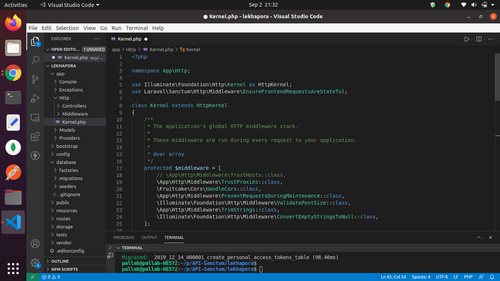 Visual Studio Code
Sep 2 21:32
● Kernel.php - lekhapora - Visual Studio Code
File Edit Selection View Go Run Terminal Help
EXPLORER
OPEN EDITORS
1 UNSAVED
● Kernel.php app/...
LEKHAPORA
app
Console
Exceptions
Http
Controllers
Middleware
Kernel.php
Models
Providers
bootstrap
config
database
factories
migrations
seeders
.gitignore
public
resources
routes
storage
tests
vendor
.editorconfig
OUTLINE
NPM SCRIPTS
Kernel.php ●
app > Http > Kernel.php > Kernel
1 <?php
2
3 namespace App\Http;
4
5 use Illuminate\Foundation\Http\Kernel as HttpKernel;
6 use Laravel\Sanctum\Http\Middleware\EnsureFrontendRequestsAreStateful;
7
8 class Kernel extends HttpKernel
9 {
10 /**
11 * The application's global HTTP middleware stack.
12 *
13 * These middleware are run during every request to your application.
14 *
15 * @var array
16 */
17 protected $middleware = [
18 // \App\Http\Middleware\TrustHosts::class,
19 \App\Http\Middleware\TrustProxies::class,
20 \Fruitcake\Cors\HandleCors::class,
21 \App\Http\Middleware\PreventRequestsDuringMaintenance::class,
22 \Illuminate\Foundation\Http\Middleware\ValidatePostSize::class,
23 \App\Http\Middleware\TrimStrings::class,
24 \Illuminate\Foundation\Http\Middleware\ConvertEmptyStringsToNull::class,
25 ];
PROBLEMS OUTPUT TERMINAL
TERMINAL
Migrated: 2019_12_14_000001_create_personal_access_tokens_table (98.46ms)
pallab@pallab-HE572:~/p/API-Sanctum/lekhapora$
pallab@pallab-HE572:~/p/API-Sanctum/lekhapora$
0 0
Ln 45, Col 14 Spaces: 4 UTF-8 LF PHP